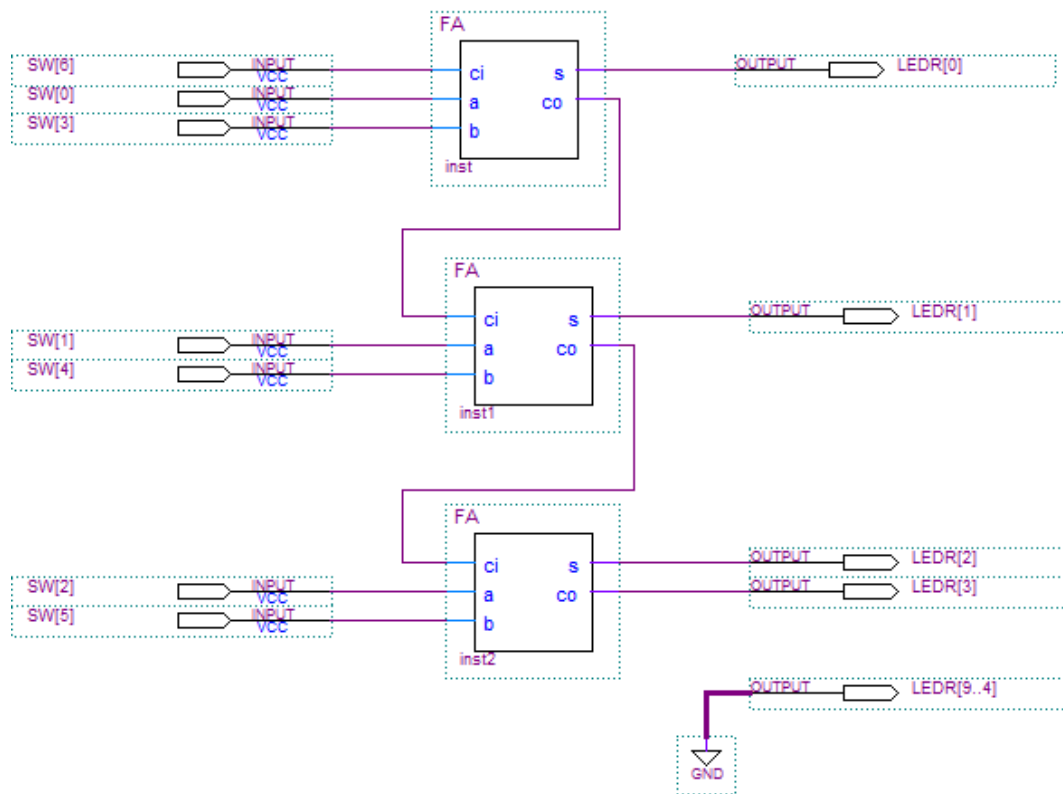 FA
SW[6] INPUT VCC ci s OUTPUT LEDR[0]
SW[0] INPUT VCC a co
SW[3] INPUT VCC b
inst
FA
ci s OUTPUT LEDR[1]
SW[1] INPUT VCC a co
SW[4] INPUT VCC b
inst1
FA
ci s OUTPUT LEDR[2]
SW[2] INPUT VCC a co OUTPUT LEDR[3]
SW[5] INPUT VCC b
inst2
OUTPUT LEDR[9..4]
GND